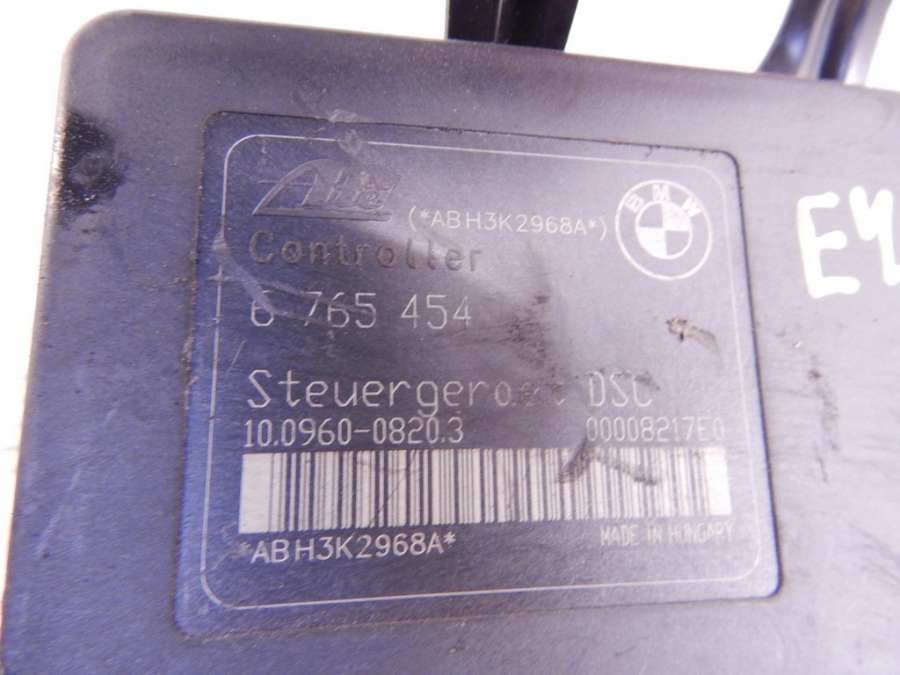 Ate
(*ABH3K2968A*)
BMW
Controller
6 765 454
E4
Steuergeraet DSC
10.0960-0820.3
00008217E0
*ABH3K2968A*
MADE IN HUNGARY